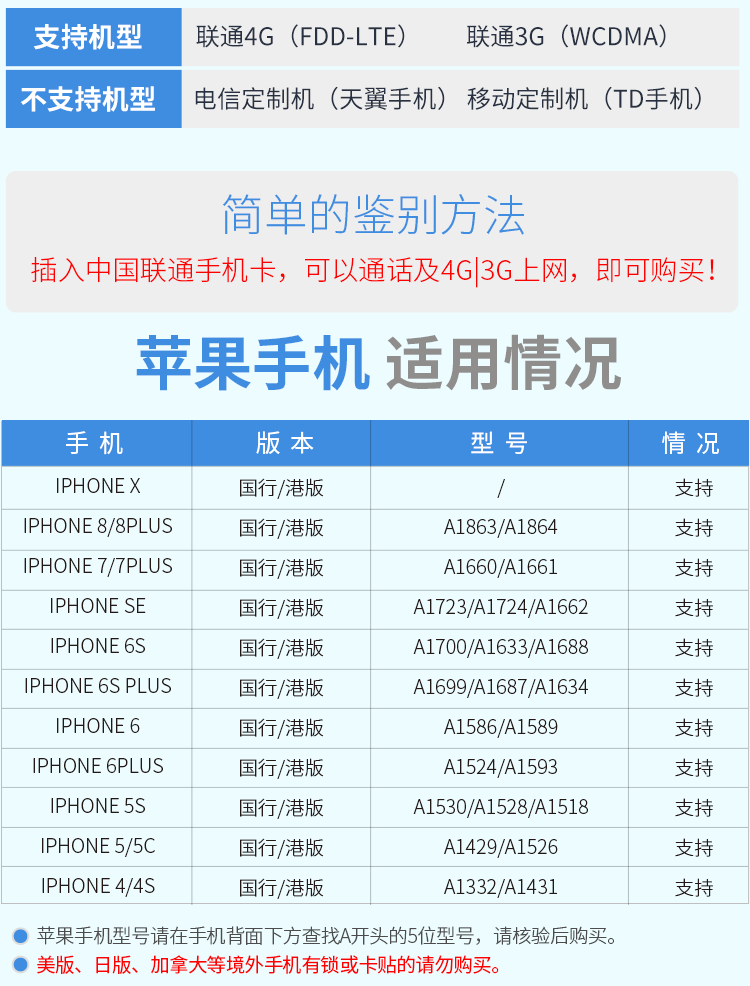 支持机型 联通4G（FDD-LTE） 联通3G（WCDMA）
不支持机型 电信定制机（天翼手机） 移动定制机（TD手机）
简单的鉴别方法
插入中国联通手机卡，可以通话及4G|3G上网，即可购买！
苹果手机 适用情况
手机 版本 型号 情况
IPHONE X 国行/港版 / 支持
IPHONE 8/8PLUS 国行/港版 A1863/A1864 支持
IPHONE 7/7PLUS 国行/港版 A1660/A1661 支持
IPHONE SE 国行/港版 A1723/A1724/A1662 支持
IPHONE 6S 国行/港版 A1700/A1633/A1688 支持
IPHONE 6S PLUS 国行/港版 A1699/A1687/A1634 支持
IPHONE 6 国行/港版 A1586/A1589 支持
IPHONE 6PLUS 国行/港版 A1524/A1593 支持
IPHONE 5S 国行/港版 A1530/A1528/A1518 支持
IPHONE 5/5C 国行/港版 A1429/A1526 支持
IPHONE 4/4S 国行/港版 A1332/A1431 支持
苹果手机型号请在手机背面下方查找A开头的5位型号，请核验后购买。
美版、日版、加拿大等境外手机有锁或卡贴的请勿购买。